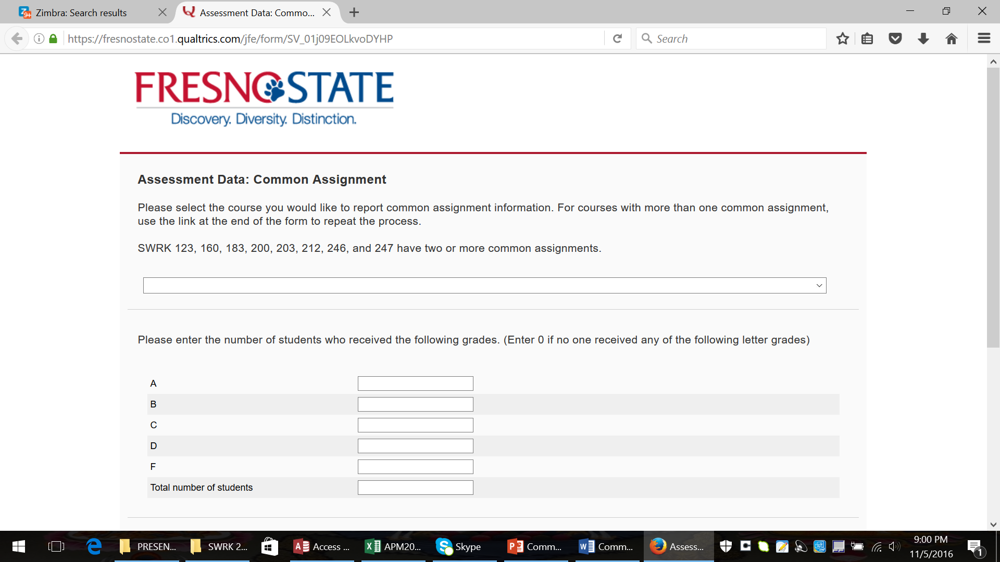 Zimbra: Search results
Assessment Data: Commo...
https://fresnostate.co1.qualtrics.com/jfe/form/SV_01j09EOLkvoDYHP
Search
FRESNO STATE
Discovery. Diversity. Distinction.
Assessment Data: Common Assignment
Please select the course you would like to report common assignment information. For courses with more than one common assignment,
use the link at the end of the form to repeat the process.
SWRK 123, 160, 183, 200, 203, 212, 246, and 247 have two or more common assignments.
Please enter the number of students who received the following grades. (Enter 0 if no one received any of the following letter grades)
A
B
C
D
F
Total number of students
PRESEN...
SWRK 2...
Access ...
APM20...
Skype
Comm...
Comm...
Assess...
9:00 PM
11/5/2016
1